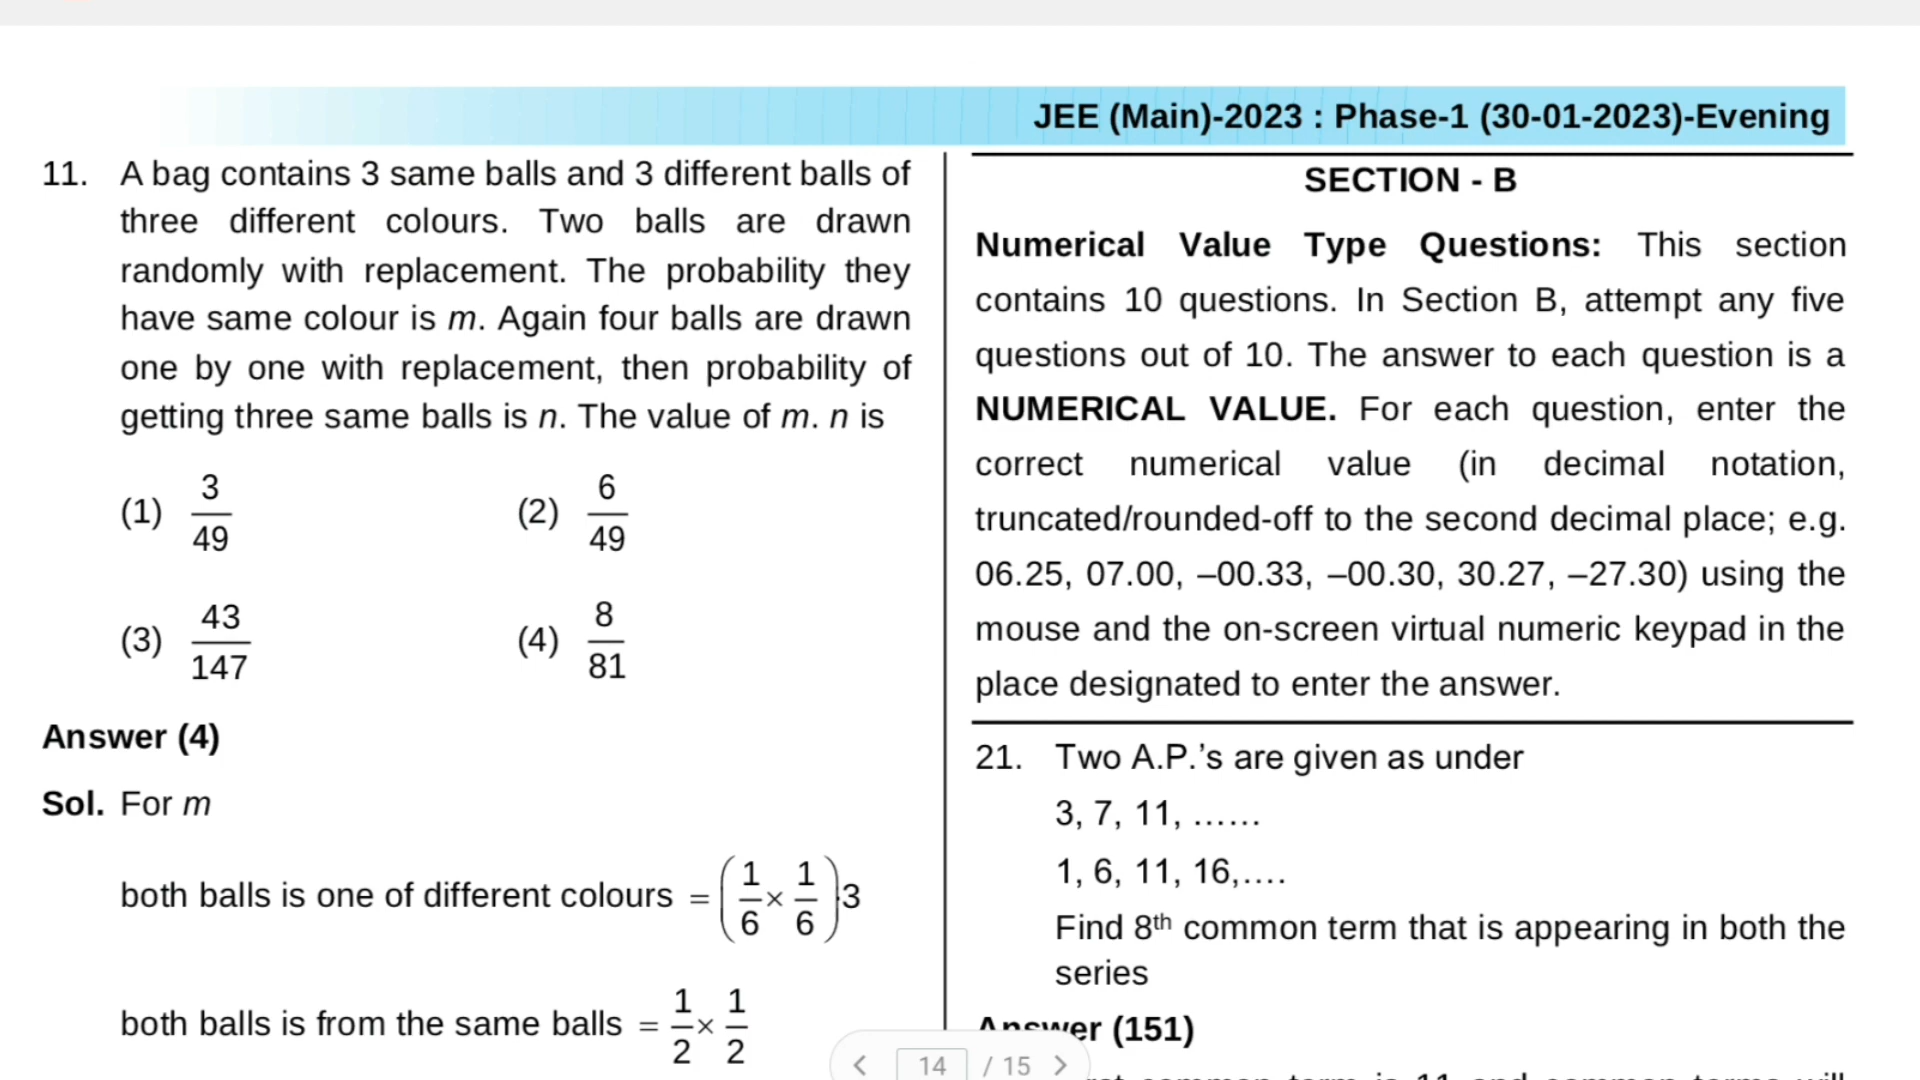 JEE (Main)-2023 : Phase-1 (30-01-2023)-Evening
11. A bag contains 3 same balls and 3 different balls of
three different colours. Two balls are drawn
randomly with replacement. The probability they
have same colour is m. Again four balls are drawn
one by one with replacement, then probability of
getting three same balls is n. The value of m. n is
(1) 3/49 (2) 6/49
(3) 43/147 (4) 8/81
Answer (4)
Sol. For m
both balls is one of different colours = (1/6 × 1/6)3
both balls is from the same balls = 1/2 × 1/2
SECTION - B
Numerical Value Type Questions: This section
contains 10 questions. In Section B, attempt any five
questions out of 10. The answer to each question is a
NUMERICAL VALUE. For each question, enter the
correct numerical value (in decimal notation,
truncated/rounded-off to the second decimal place; e.g.
06.25, 07.00, –00.33, –00.30, 30.27, –27.30) using the
mouse and the on-screen virtual numeric keypad in the
place designated to enter the answer.
21. Two A.P.’s are given as under
3, 7, 11, ......
1, 6, 11, 16,....
Find 8th common term that is appearing in both the
series
Answer (151)
14 / 15